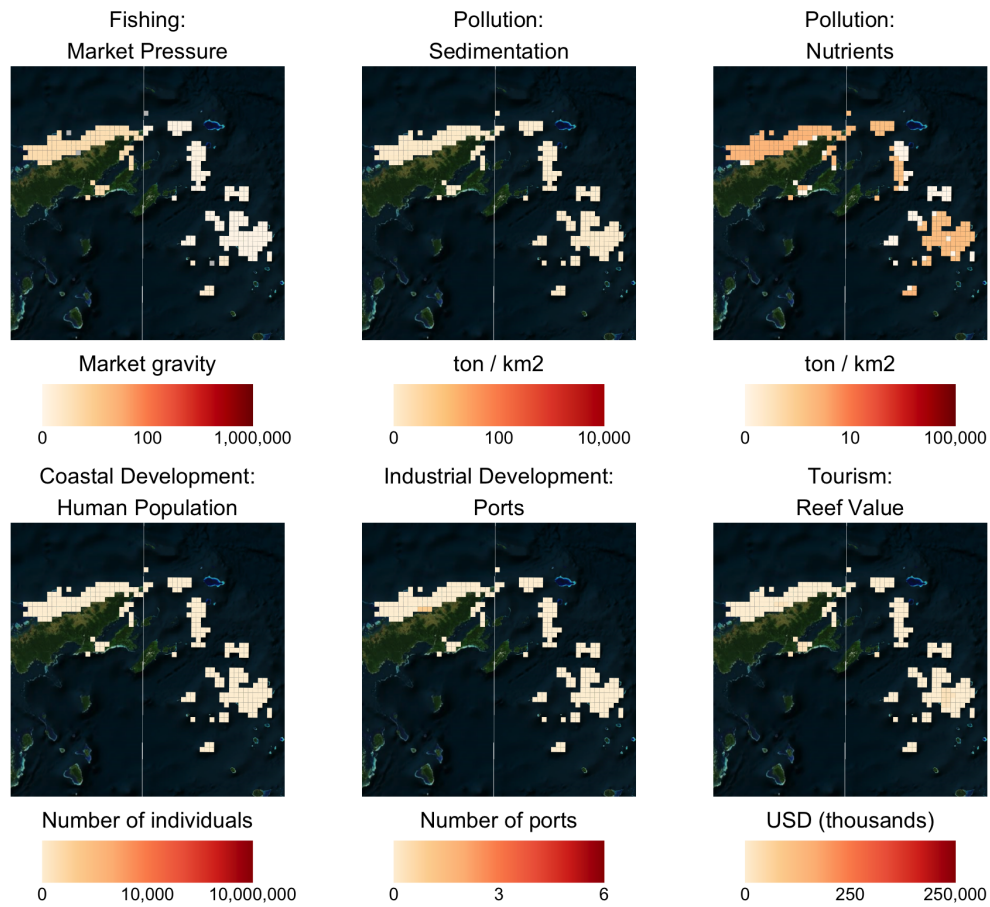 Fishing:
Market Pressure
Pollution:
Sedimentation
Pollution:
Nutrients
Market gravity
0 100 1,000,000
ton / km2
0 100 10,000
ton / km2
0 10 100,000
Coastal Development:
Human Population
Industrial Development:
Ports
Tourism:
Reef Value
Number of individuals
0 10,000 10,000,000
Number of ports
0 3 6
USD (thousands)
0 250 250,000